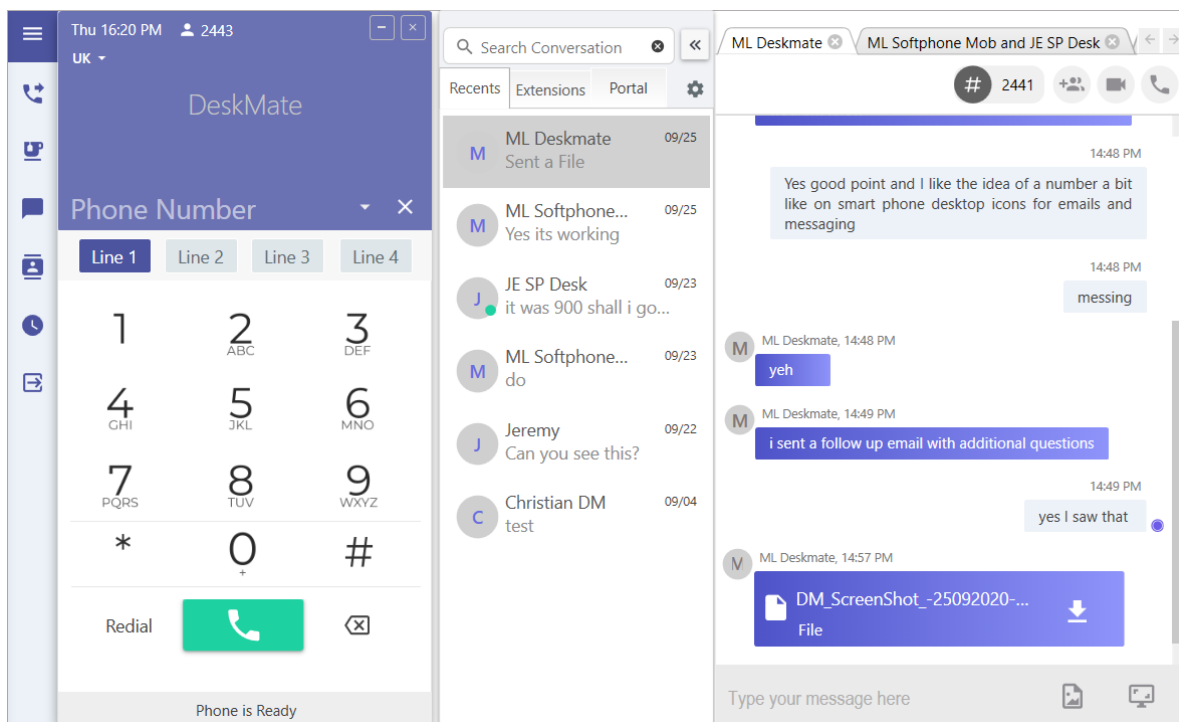 Thu 16:20 PM 2443
UK
DeskMate
Phone Number
Line 1 Line 2 Line 3 Line 4
1
2
ABC
3
DEF
4
GHI
5
JKL
6
MNO
7
PQRS
8
TUV
9
WXYZ
*
0
+
#
Redial
Phone is Ready
Search Conversation
Recents Extensions Portal
M
ML Deskmate 09/25
Sent a File
M
ML Softphone... 09/25
Yes its working
J
JE SP Desk 09/23
it was 900 shall i go...
M
ML Softphone... 09/23
do
J
Jeremy 09/22
Can you see this?
C
Christian DM 09/04
test
ML Deskmate ML Softphone Mob and JE SP Desk
# 2441
14:48 PM
Yes good point and I like the idea of a number a bit
like on smart phone desktop icons for emails and
messaging
14:48 PM
messing
M
ML Deskmate, 14:48 PM
yeh
M
ML Deskmate, 14:49 PM
i sent a follow up email with additional questions
14:49 PM
yes I saw that
M
ML Deskmate, 14:57 PM
DM_ScreenShot_-25092020-...
File
Type your message here